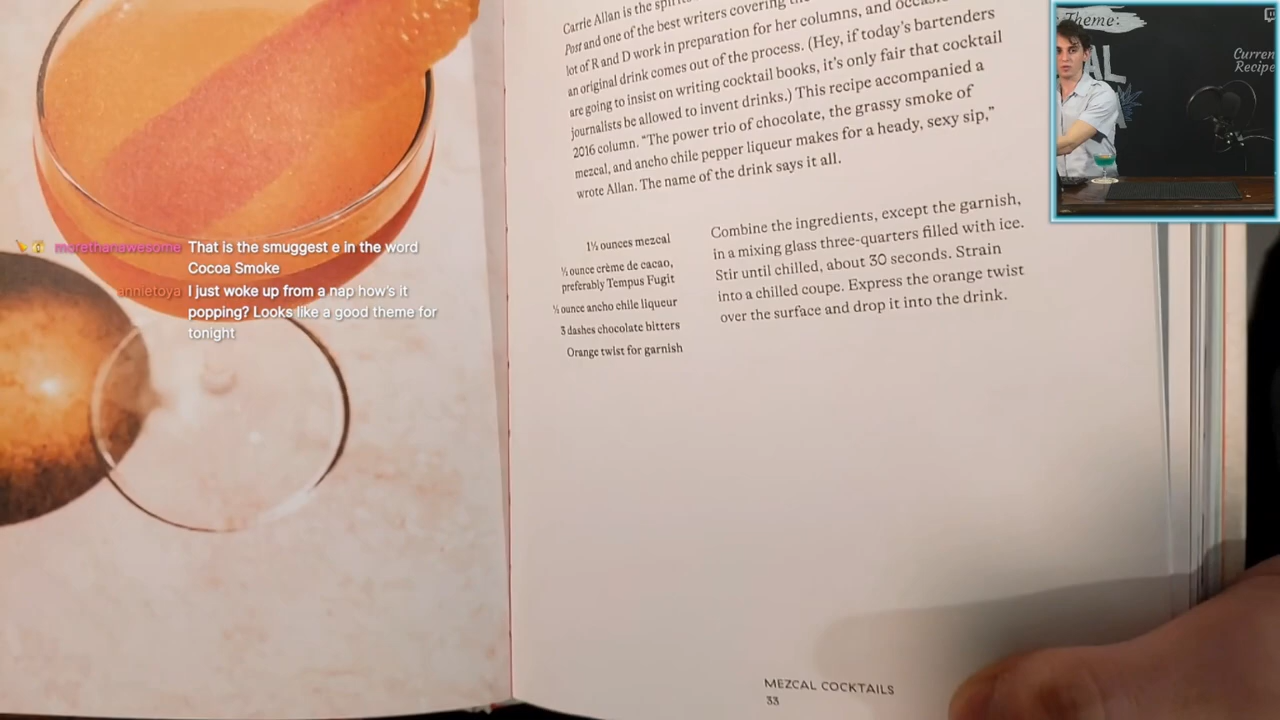 Carrie Allan is the
Post and one of the best writers covering
lot of R and D work in preparation for her columns, and
an original drink comes out of the process. (Hey, if today's bartenders
are going to insist on writing cocktail books, it's only fair that cocktail
journalists be allowed to invent drinks.) This recipe accompanied a
2016 column. “The power trio of chocolate, the grassy smoke of
mezcal, and ancho chile pepper liqueur makes for a heady, sexy sip,”
wrote Allan. The name of the drink says it all.
1½ ounces mezcal
ounce crème de cacao,
preferably Tempus Fugit
ounce ancho chile liqueur
3 dashes chocolate bitters
Orange twist for garnish
Combine the ingredients, except the garnish,
in a mixing glass three-quarters filled with ice.
Stir until chilled, about 30 seconds. Strain
into a chilled coupe. Express the orange twist
over the surface and drop it into the drink.
MEZCAL COCKTAILS
33
morethanawesome That is the smuggest e in the word
Cocoa Smoke
annietoya I just woke up from a nap how's it
popping? Looks like a good theme for
tonight
Theme:
AL
Curren
Recipe